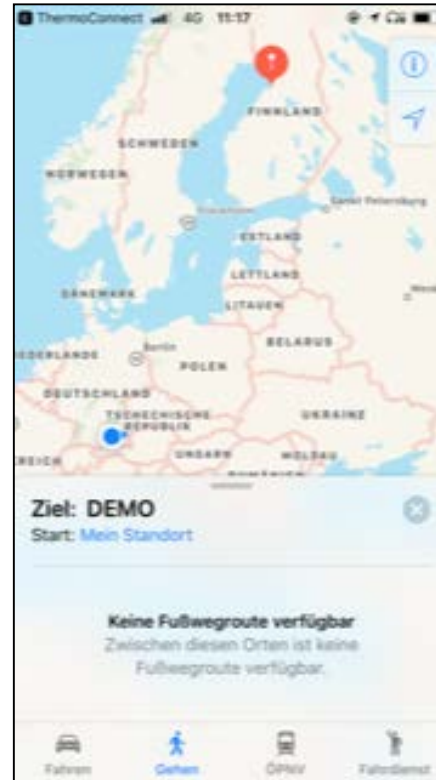 ThermoConnect 4G 11:17
FINNLAND
SCHWEDEN
NORWEGEN
Sankt Petersburg
Stockholm
ESTLAND
LETTLAND
DÄNEMARK
LITAUEN
BELARUS
Berlin
POLEN
DEUTSCHLAND
TSCHECHISCHE
REPUBLIK
UKRAINE
UNGARN
MOLDAU
RUMÄNIEN
Ziel: DEMO
Start: Mein Standort
Keine Fußwegroute verfügbar
Zwischen diesen Orten ist keine
Fußwegroute verfügbar.
Fahren Gehen ÖPNV Fahrdienst